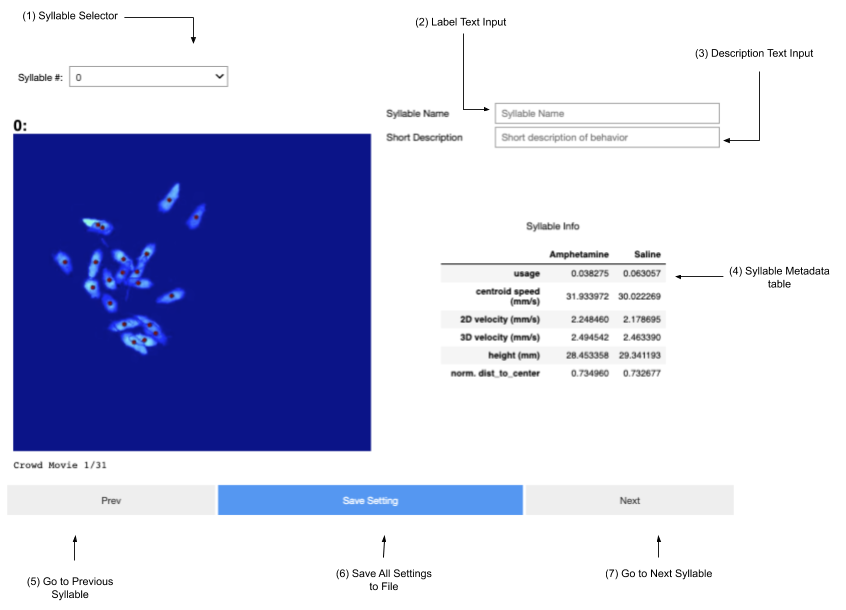 (1) Syllable Selector
(2) Label Text Input
(3) Description Text Input
Syllable #: 0
Syllable Name Syllable Name
Short Description Short description of behavior
0:
Syllable Info
Amphetamine Saline
usage 0.038275 0.063057
centroid speed
(mm/s) 31.933972 30.022269
2D velocity (mm/s) 2.248460 2.178695
3D velocity (mm/s) 2.494542 2.463390
height (mm) 28.453358 29.341193
norm. dist_to_center 0.734960 0.732677
(4) Syllable Metadata
table
Crowd Movie 1/31
Prev Save Setting Next
(5) Go to Previous
Syllable
(6) Save All Settings
to File
(7) Go to Next Syllable